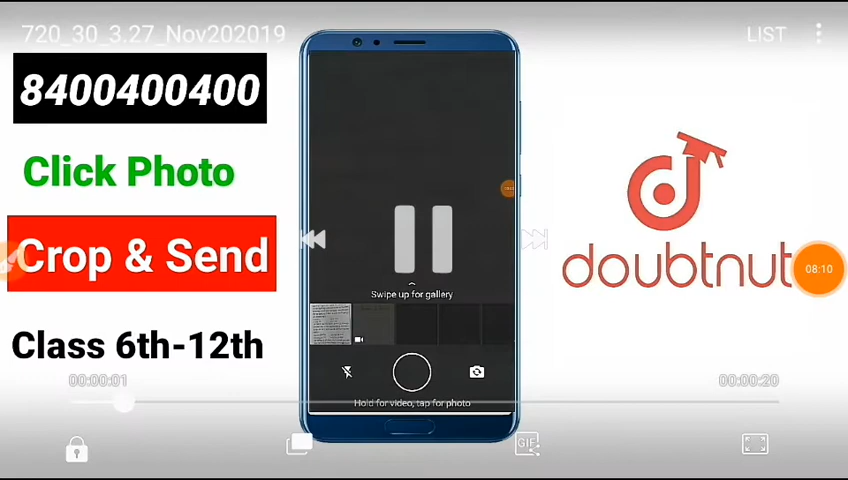 720_30_3.27_Nov202019
LIST
8400400400
Click Photo
Crop & Send
Class 6th-12th
Swipe up for gallery
Hold for video, tap for photo
doubtnut
08:10
00:00:01
00:00:20
GIF